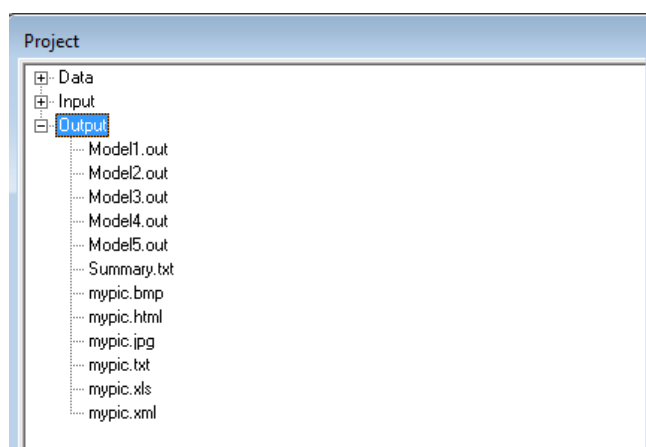 Project
Data
Input
Output
Model1.out
Model2.out
Model3.out
Model4.out
Model5.out
Summary.txt
mypic.bmp
mypic.html
mypic.jpg
mypic.txt
mypic.xls
mypic.xml